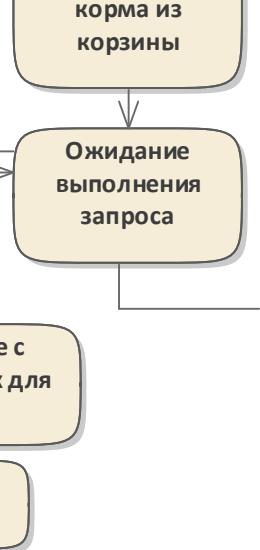 корма из
корзины
Ожидание
выполнения
запроса
е с
для